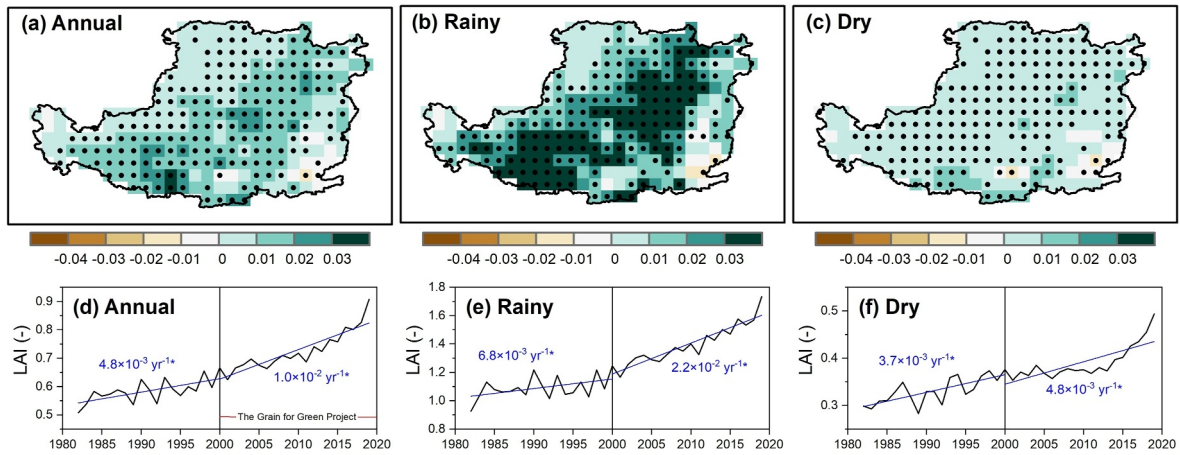 (a) Annual
(b) Rainy
(c) Dry
-0.04 -0.03 -0.02 -0.01 0 0.01 0.02 0.03
-0.04 -0.03 -0.02 -0.01 0 0.01 0.02 0.03
-0.04 -0.03 -0.02 -0.01 0 0.01 0.02 0.03
(d) Annual
LAI (-)
0.9
0.8
0.7
0.6
0.5
4.8×10⁻³ yr⁻¹*
1.0×10⁻² yr⁻¹*
The Grain for Green Project
1980 1985 1990 1995 2000 2005 2010 2015 2020
(e) Rainy
LAI (-)
1.8
1.6
1.4
1.2
1.0
0.8
6.8×10⁻³ yr⁻¹*
2.2×10⁻² yr⁻¹*
1980 1985 1990 1995 2000 2005 2010 2015 2020
(f) Dry
LAI (-)
0.5
0.4
0.3
3.7×10⁻³ yr⁻¹*
4.8×10⁻³ yr⁻¹*
1980 1985 1990 1995 2000 2005 2010 2015 2020